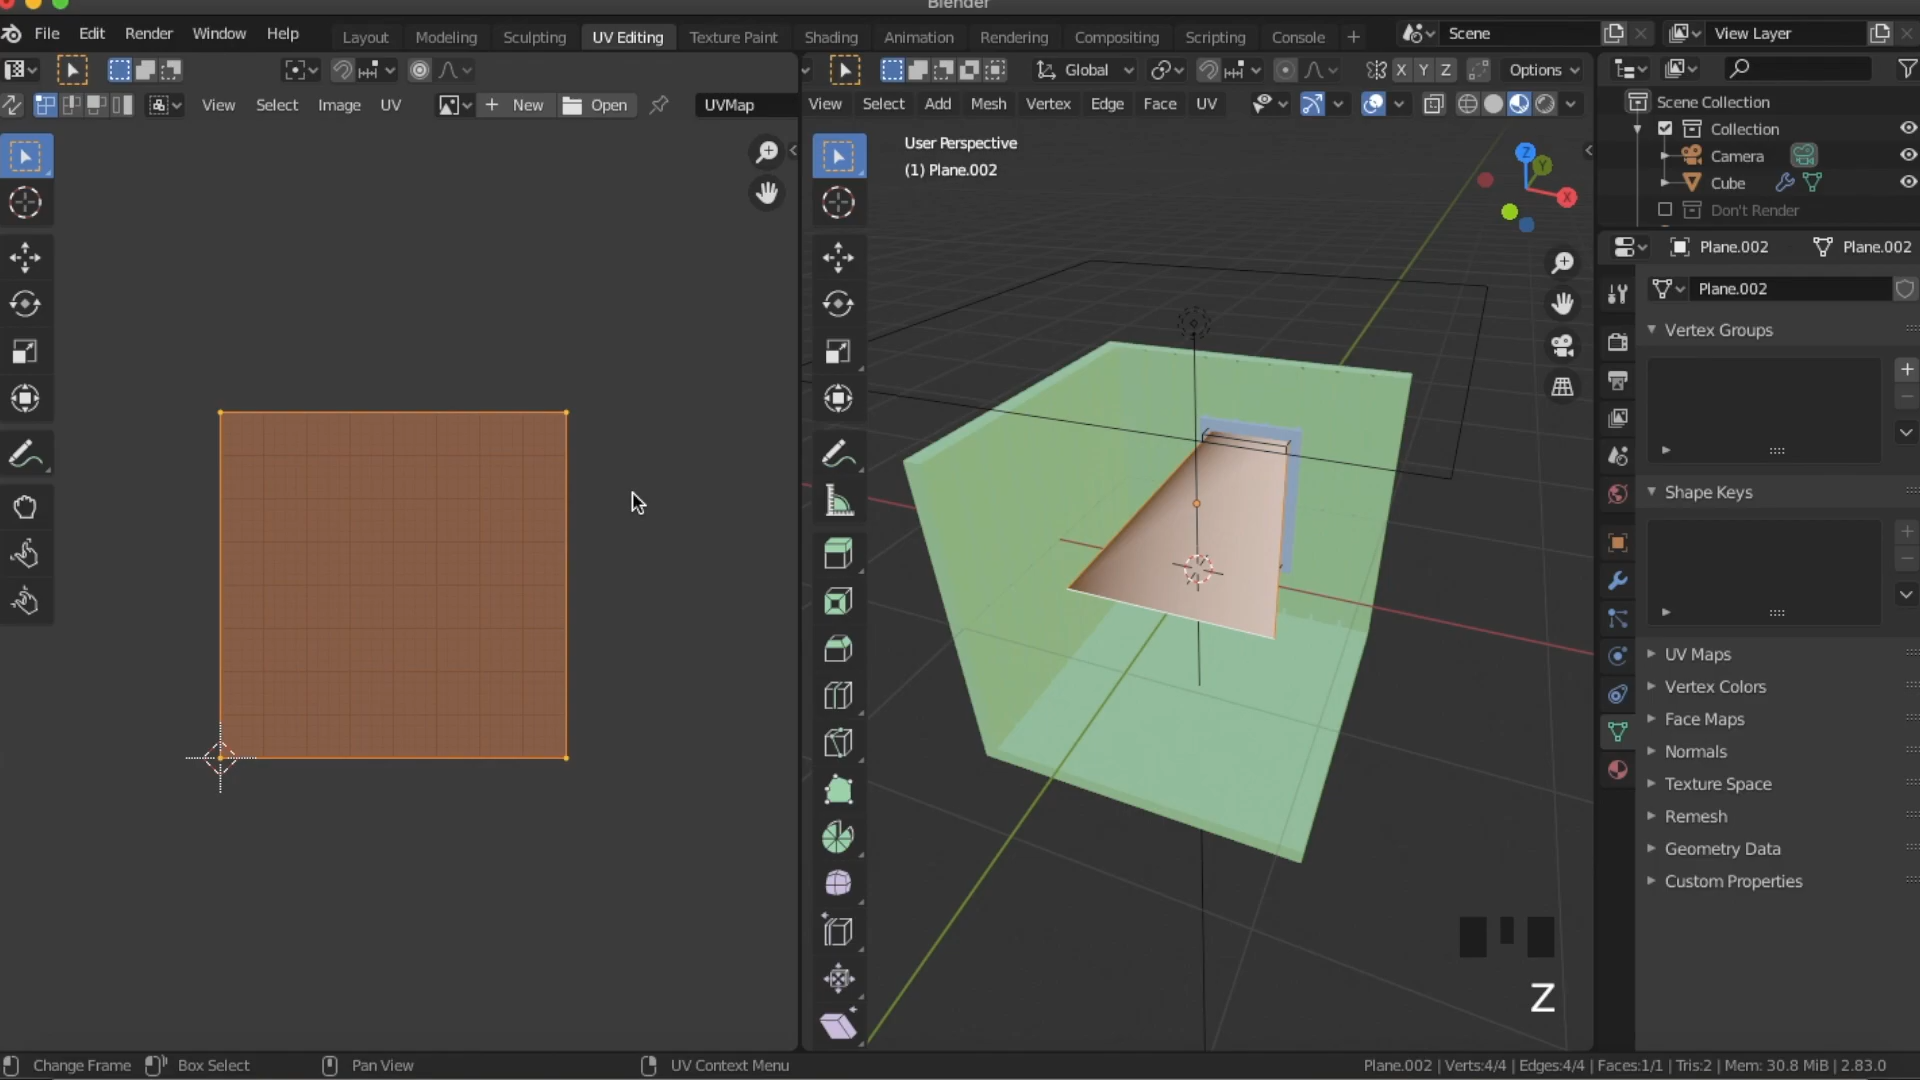 Blender
File Edit Render Window Help Layout Modeling Sculpting UV Editing Texture Paint Shading Animation Rendering Compositing Scripting Console + Scene View Layer
Global X Y Z Options
View Select Image UV New Open UVMap
View Select Add Mesh Vertex Edge Face UV
User Perspective
(1) Plane.002
Z Y X
Scene Collection
Collection
Camera
Cube
Don't Render
Plane.002 Plane.002
Plane.002
Vertex Groups
Shape Keys
UV Maps
Vertex Colors
Face Maps
Normals
Texture Space
Remesh
Geometry Data
Custom Properties
Z
Change Frame Box Select Pan View UV Context Menu Plane.002 | Verts:4/4 | Edges:4/4 | Faces:1/1 | Tris:2 | Mem: 30.8 MiB | 2.83.0